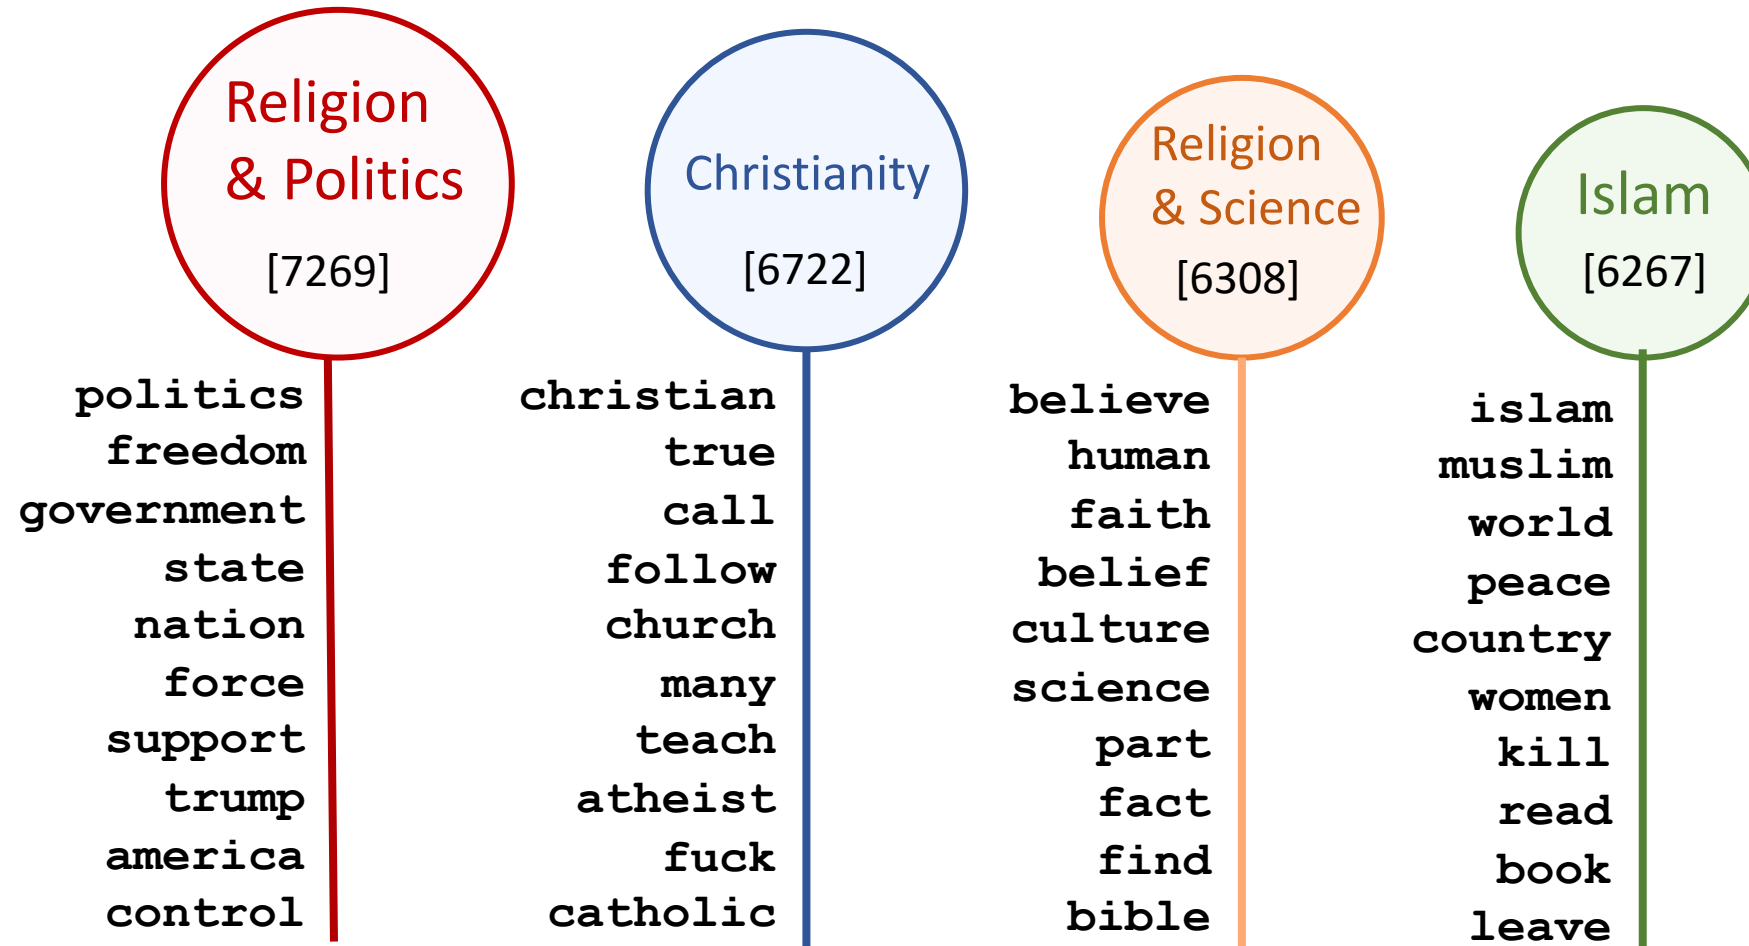 Religion
& Politics
[7269]
politics
freedom
government
state
nation
force
support
trump
america
control
Christianity
[6722]
christian
true
call
follow
church
many
teach
atheist
fuck
catholic
Religion
& Science
[6308]
believe
human
faith
belief
culture
science
part
fact
find
bible
Islam
[6267]
islam
muslim
world
peace
country
women
kill
read
book
leave